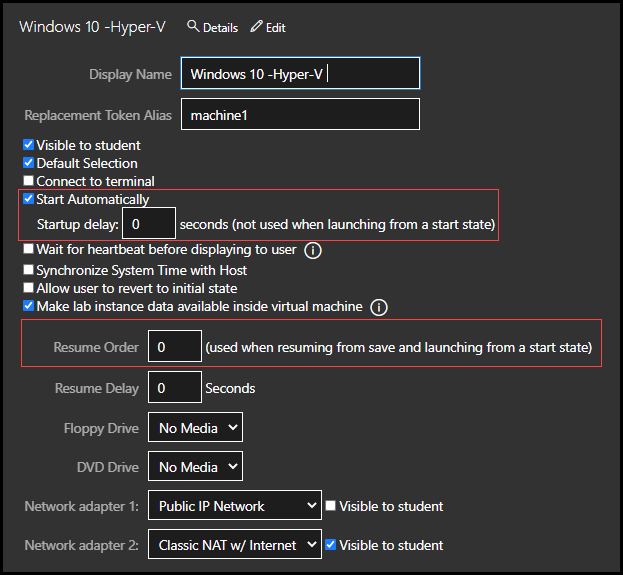 Windows 10 -Hyper-V Details Edit
Display Name Windows 10 -Hyper-V
Replacement Token Alias machine1
Visible to student
Default Selection
Connect to terminal
Start Automatically
Startup delay: 0 seconds (not used when launching from a start state)
Wait for heartbeat before displaying to user
Synchronize System Time with Host
Allow user to revert to initial state
Make lab instance data available inside virtual machine
Resume Order 0 (used when resuming from save and launching from a start state)
Resume Delay 0 Seconds
Floppy Drive No Media
DVD Drive No Media
Network adapter 1: Public IP Network Visible to student
Network adapter 2: Classic NAT w/ Internet Visible to student